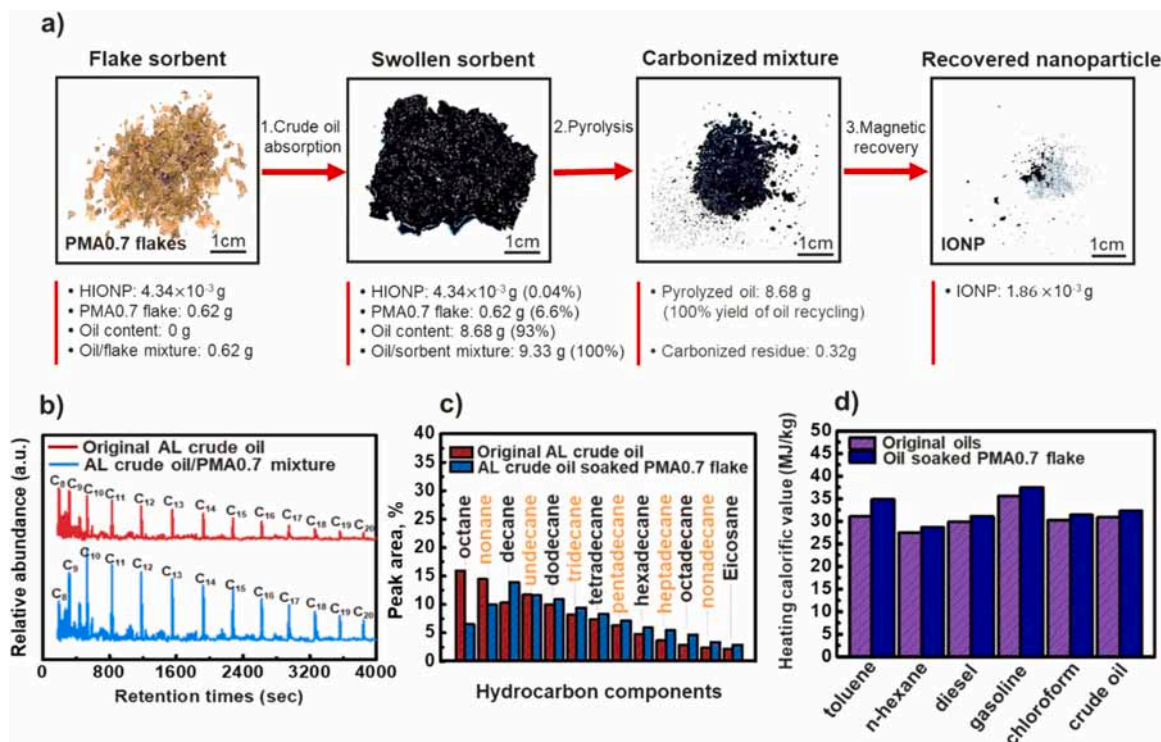 a)
Flake sorbent
Swollen sorbent
Carbonized mixture
Recovered nanoparticle
1.Crude oil
absorption
2.Pyrolysis
3.Magnetic
recovery
PMA0.7 flakes
1cm
1cm
1cm
IONP
1cm
• HIONP: 4.34×10⁻³ g
• PMA0.7 flake: 0.62 g
• Oil content: 0 g
• Oil/flake mixture: 0.62 g
• HIONP: 4.34×10⁻³ g (0.04%)
• PMA0.7 flake: 0.62 g (6.6%)
• Oil content: 8.68 g (93%)
• Oil/sorbent mixture: 9.33 g (100%)
• Pyrolyzed oil: 8.68 g
(100% yield of oil recycling)
• Carbonized residue: 0.32g
• IONP: 1.86 ×10⁻³ g
b)
Relative abundance (a.u.)
Original AL crude oil
AL crude oil/PMA0.7 mixture
C₈ C₉ C₁₀ C₁₁ C₁₂ C₁₃ C₁₄ C₁₅ C₁₆ C₁₇ C₁₈ C₁₉ C₂₀
C₈ C₉ C₁₀ C₁₁ C₁₂ C₁₃ C₁₄ C₁₅ C₁₆ C₁₇ C₁₈ C₁₉ C₂₀
0 800 1600 2400 3200 4000
Retention times (sec)
c)
Peak area, %
40
35
30
25
20
15
10
5
0
Original AL crude oil
AL crude oil soaked PMA0.7 flake
octane
nonane
decane
undecane
dodecane
tridecane
tetradecane
pentadecane
hexadecane
heptadecane
octadecane
nonadecane
Eicosane
Hydrocarbon components
d)
Heating calorific value (MJ/kg)
50
45
40
35
30
25
20
15
10
5
0
Original oils
Oil soaked PMA0.7 flake
toluene
n-hexane
diesel
gasoline
chloroform
crude oil